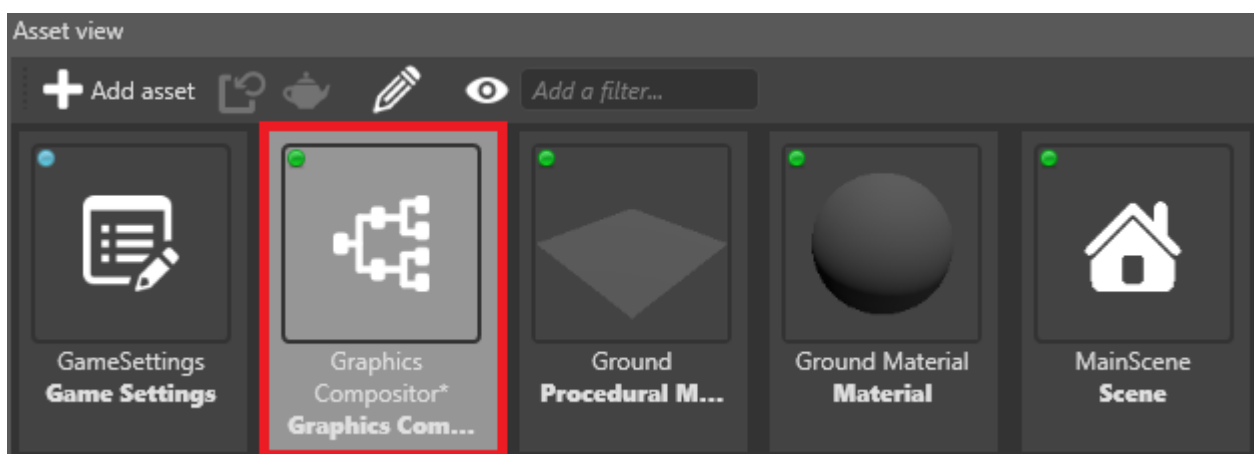 Asset view
Add asset
Add a filter...
GameSettings
Game Settings
Graphics
Compositor*
Graphics Com...
Ground
Procedural M...
Ground Material
Material
MainScene
Scene